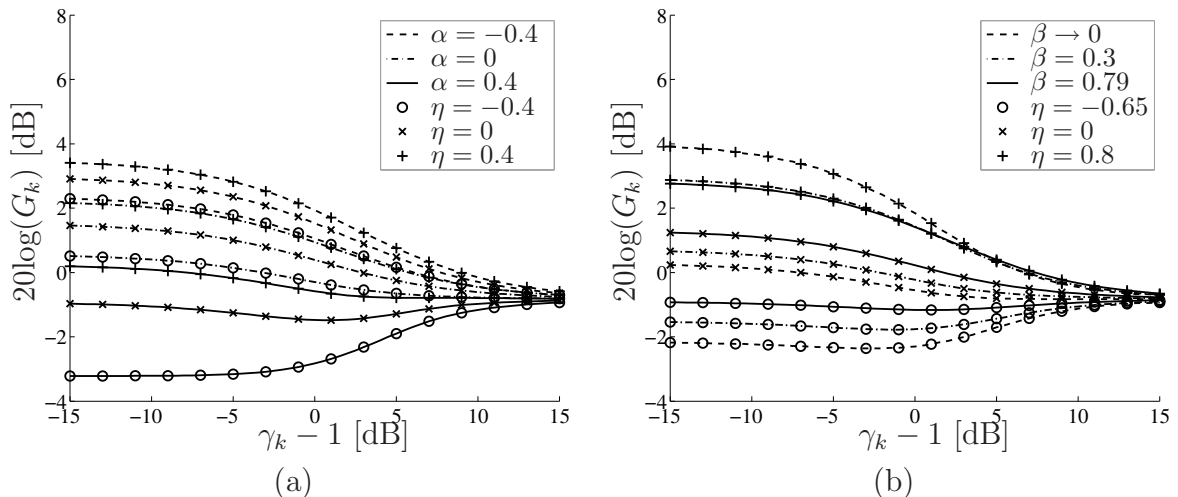 8
6
4
2
0
−2
−4
20log(G_k) [dB]
α = −0.4
α = 0
α = 0.4
η = −0.4
η = 0
η = 0.4
−15 −10 −5 0 5 10 15
γ_k − 1 [dB]
(a)
8
6
4
2
0
−2
−4
20log(G_k) [dB]
β → 0
β = 0.3
β = 0.79
η = −0.65
η = 0
η = 0.8
−15 −10 −5 0 5 10 15
γ_k − 1 [dB]
(b)